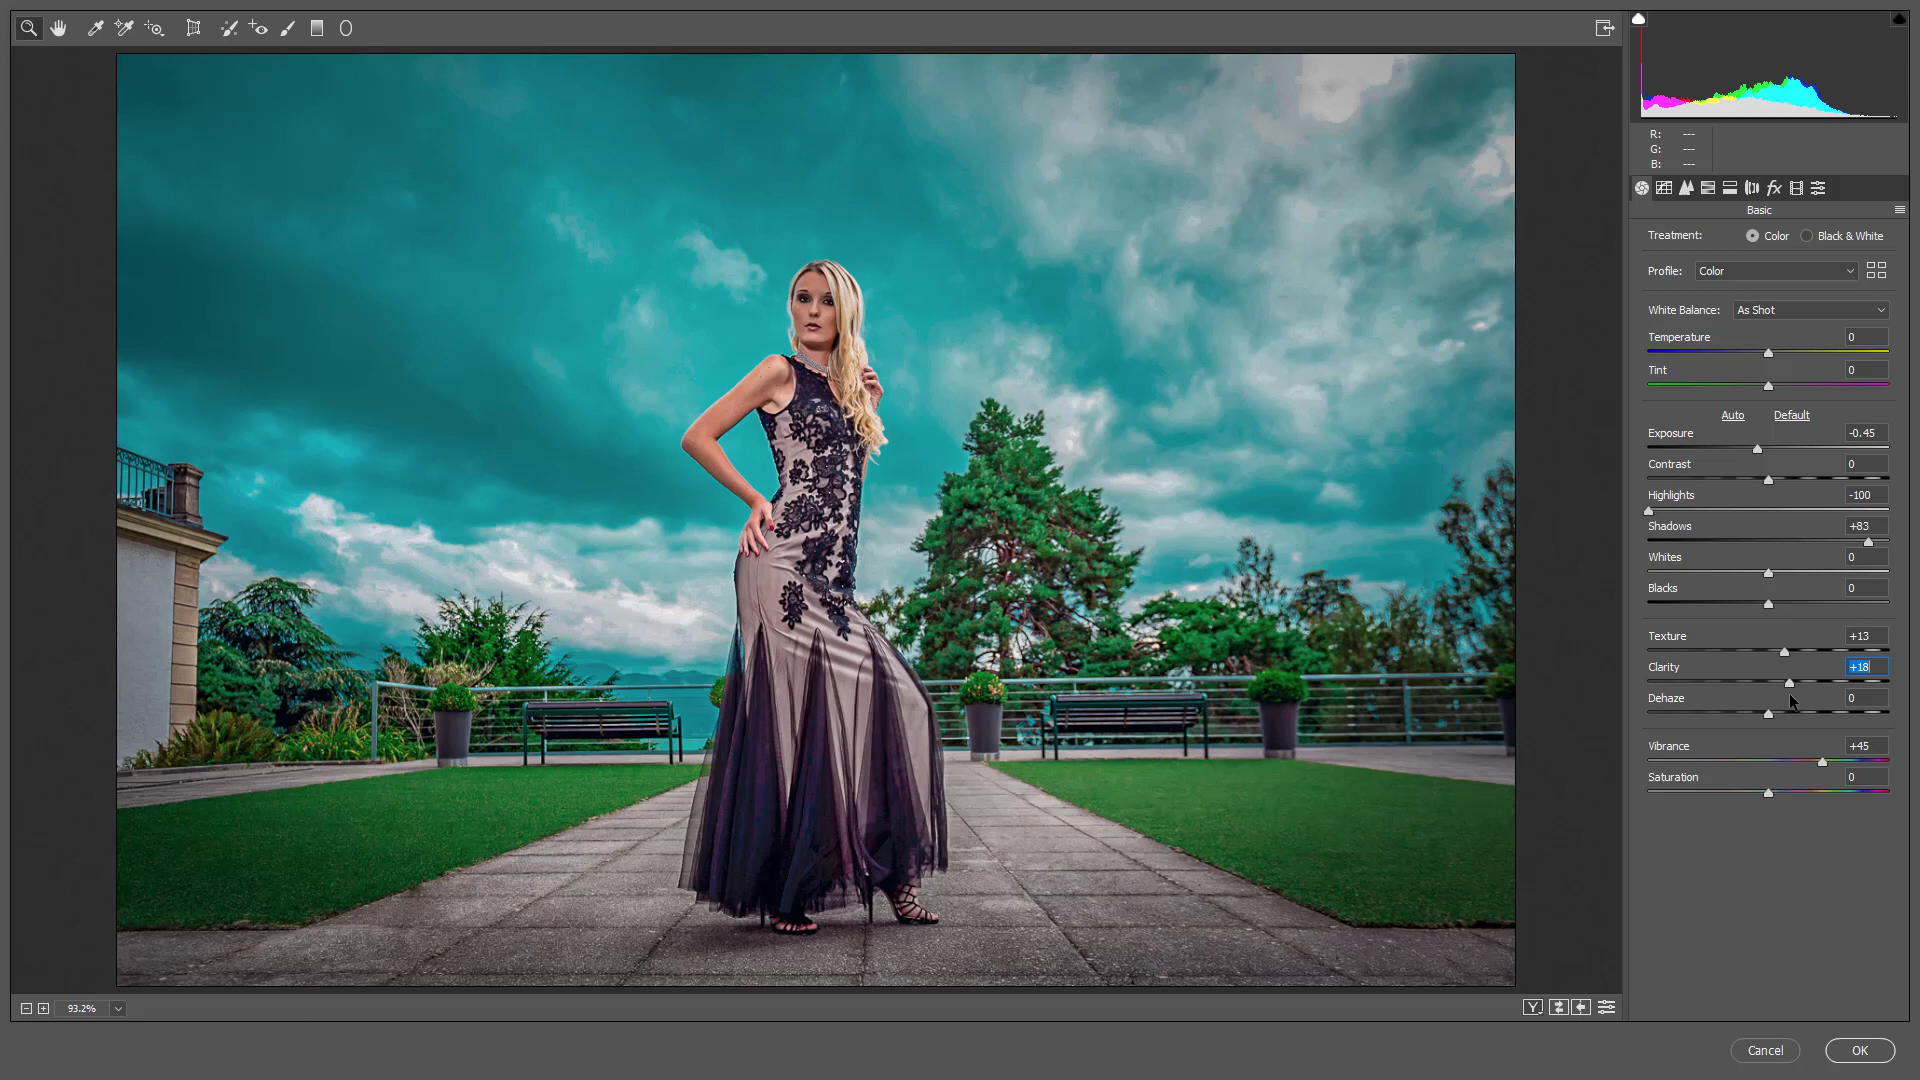 R: ---
G: ---
B: ---
Basic
Treatment: Color Black & White
Profile: Color
White Balance: As Shot
Temperature 0
Tint 0
Auto Default
Exposure -0.45
Contrast 0
Highlights -100
Shadows +83
Whites 0
Blacks 0
Texture +13
Clarity +18
Dehaze 0
Vibrance +45
Saturation 0
93.2% Y
Cancel OK